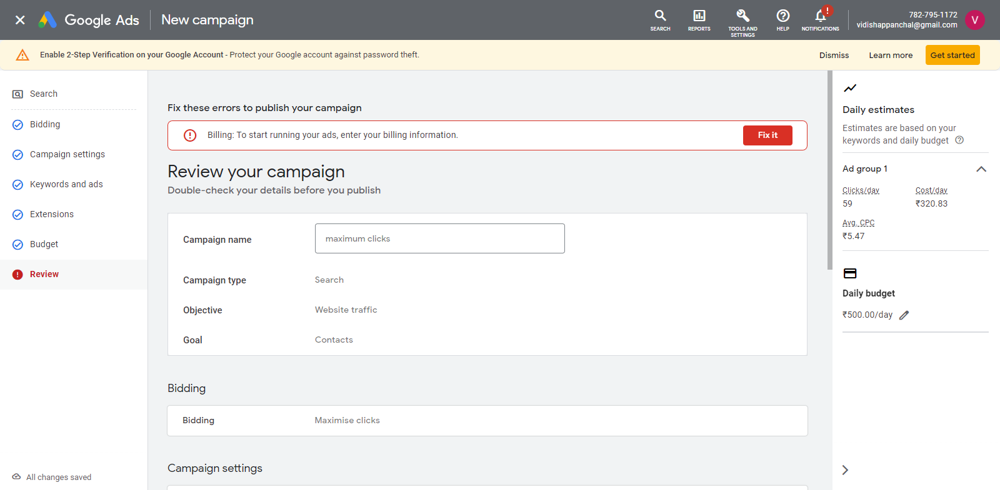 Google Ads
New campaign
SEARCH
REPORTS
TOOLS AND
SETTINGS
HELP
NOTIFICATIONS
782-795-1172
vidishappanchal@gmail.com
V
Enable 2-Step Verification on your Google Account - Protect your Google account against password theft.
Dismiss
Learn more
Get started
Search
Bidding
Campaign settings
Keywords and ads
Extensions
Budget
Review
All changes saved
Fix these errors to publish your campaign
Billing: To start running your ads, enter your billing information.
Fix it
Review your campaign
Double-check your details before you publish
Campaign name
maximum clicks
Campaign type
Search
Objective
Website traffic
Goal
Contacts
Bidding
Bidding
Maximise clicks
Campaign settings
Daily estimates
Estimates are based on your
keywords and daily budget
Ad group 1
Clicks/day
Cost/day
59
₹320.83
Avg. CPC
₹5.47
Daily budget
₹500.00/day